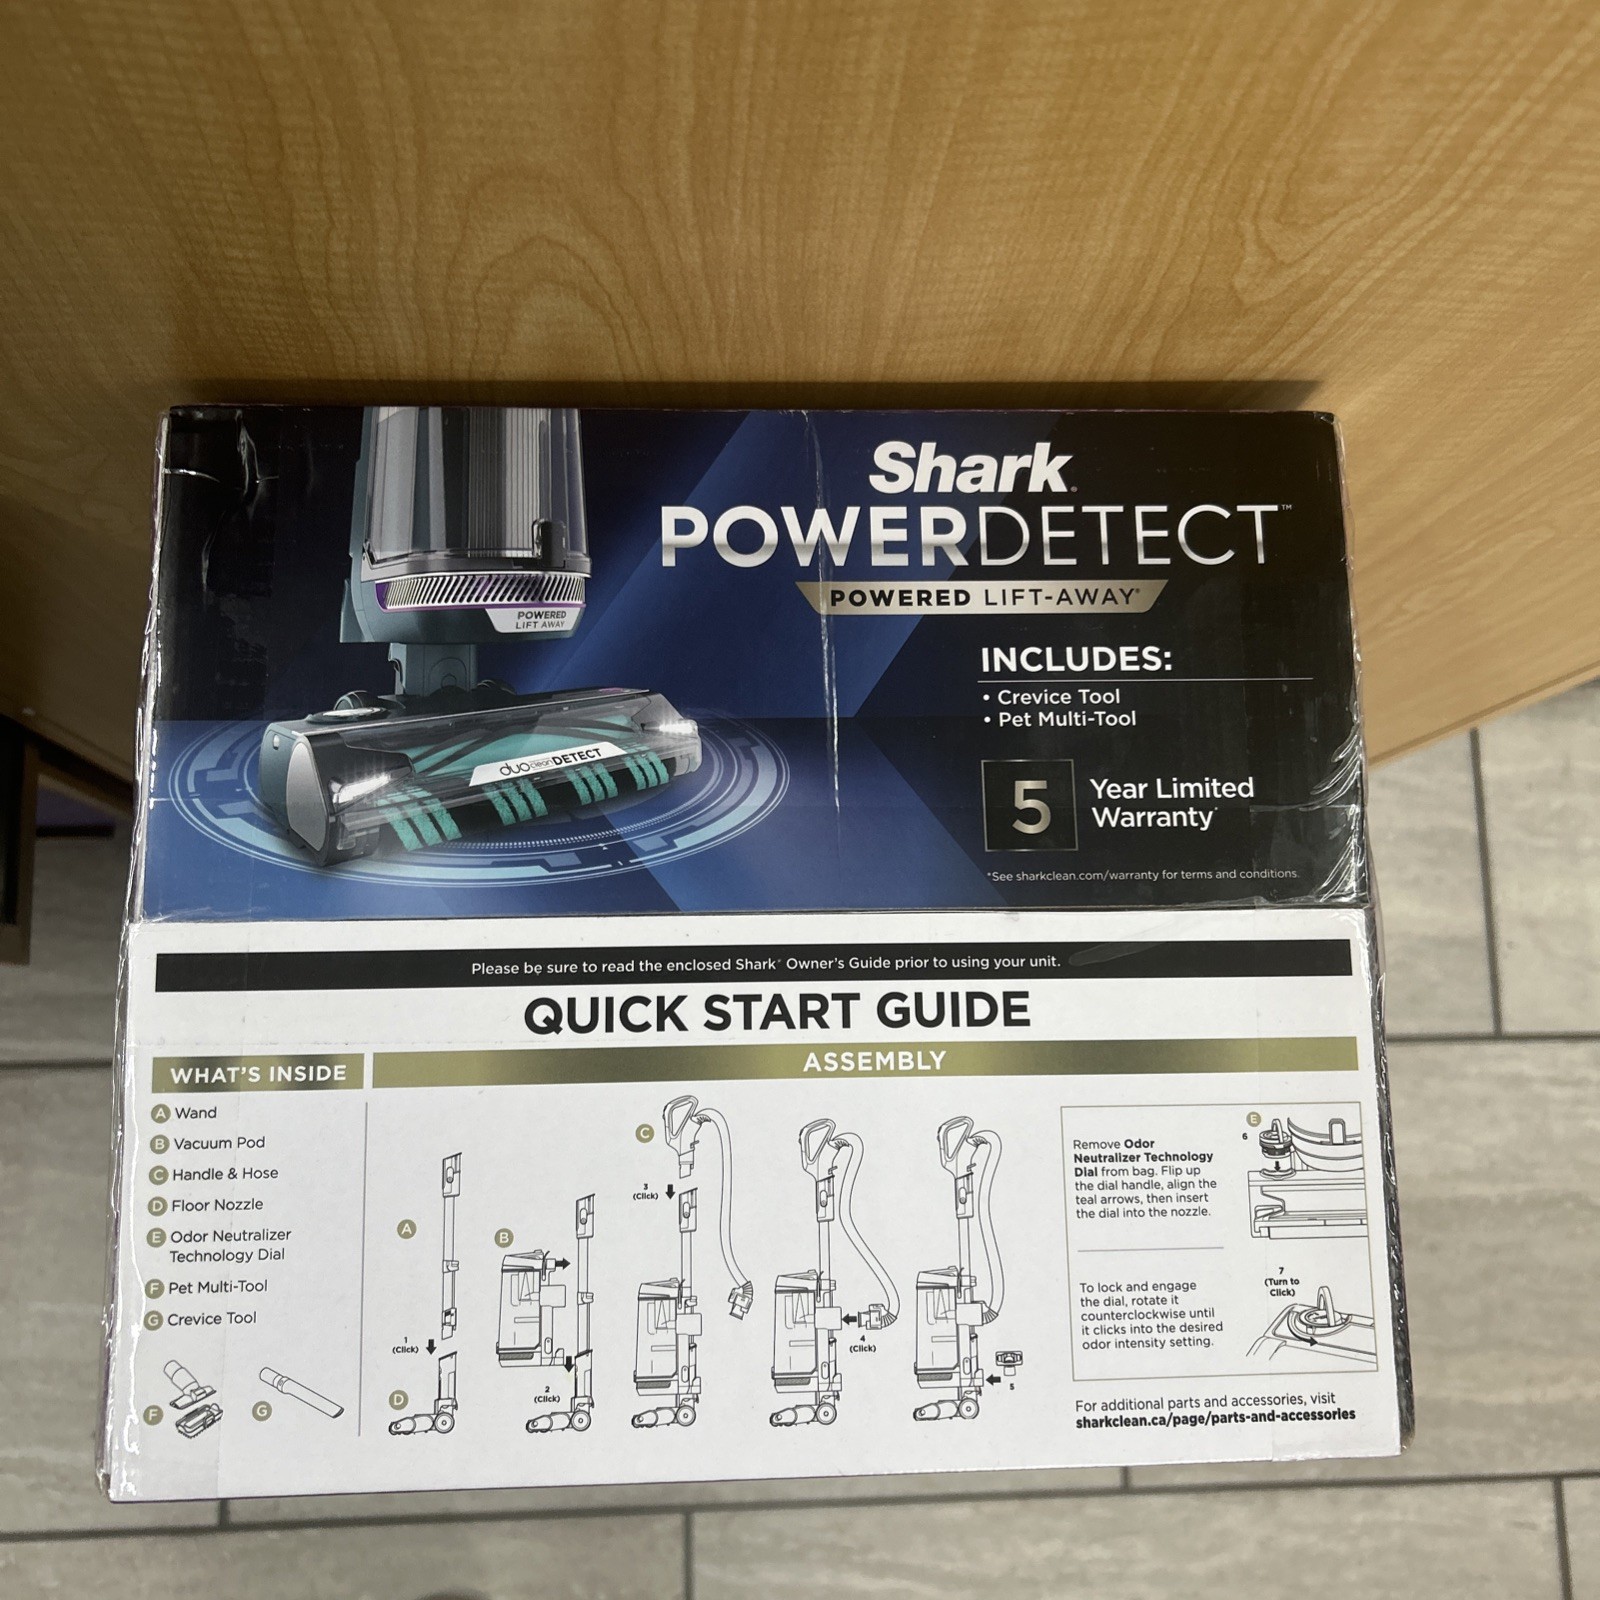 Shark®
POWERDETECT™
POWERED LIFT-AWAY®
POWERED
LIFT AWAY
duo clean DETECT
INCLUDES:
• Crevice Tool
• Pet Multi-Tool
5
Year Limited
Warranty*
*See sharkclean.com/warranty for terms and conditions.
Please be sure to read the enclosed Shark® Owner's Guide prior to using your unit.
QUICK START GUIDE
WHAT'S INSIDE
A Wand
B Vacuum Pod
C Handle & Hose
D Floor Nozzle
E Odor Neutralizer
Technology Dial
F Pet Multi-Tool
G Crevice Tool
F
G
ASSEMBLY
A
1
(Click)
D
B
2
(Click)
C
3
(Click)
4
(Click)
5
Remove Odor
Neutralizer Technology
Dial from bag. Flip up
the dial handle, align the
teal arrows, then insert
the dial into the nozzle.
E
6
To lock and engage
the dial, rotate it
counterclockwise until
it clicks into the desired
odor intensity setting.
7
(Turn to
Click)
For additional parts and accessories, visit
sharkclean.ca/page/parts-and-accessories